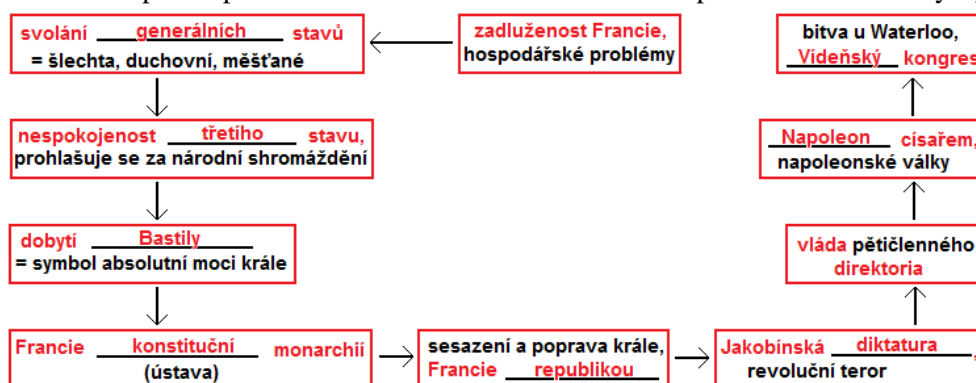 zadluženost Francie,
hospodářské problémy
svolání generálních stavů
= šlechta, duchovní, měšťané
nespokojenost třetího stavu,
prohlašuje se za národní shromáždění
dobytí Bastily
= symbol absolutní moci krále
Francie konstituční monarchií
(ústava)
sesazení a poprava krále,
Francie republikou
Jakobínská diktatura,
revoluční teror
vláda pětičlenného
direktoria
Napoleon císařem,
napoleonské války
bitva u Waterloo,
Vídeňský kongres